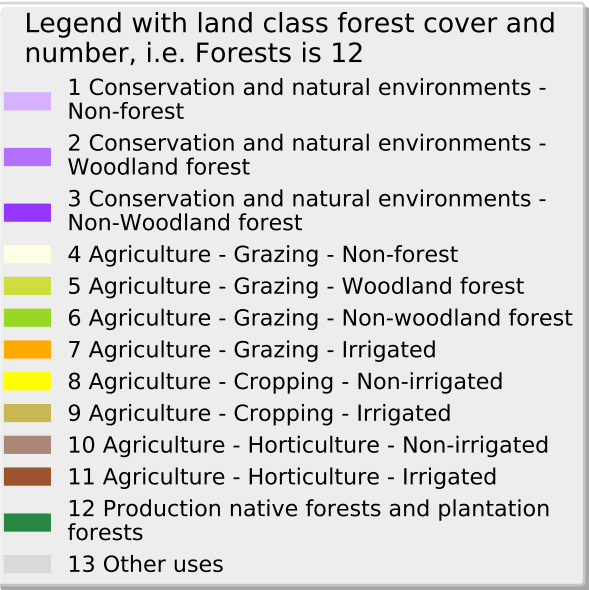 Legend with land class forest cover and
number, i.e. Forests is 12
1 Conservation and natural environments -
Non-forest
2 Conservation and natural environments -
Woodland forest
3 Conservation and natural environments -
Non-Woodland forest
4 Agriculture - Grazing - Non-forest
5 Agriculture - Grazing - Woodland forest
6 Agriculture - Grazing - Non-woodland forest
7 Agriculture - Grazing - Irrigated
8 Agriculture - Cropping - Non-irrigated
9 Agriculture - Cropping - Irrigated
10 Agriculture - Horticulture - Non-irrigated
11 Agriculture - Horticulture - Irrigated
12 Production native forests and plantation
forests
13 Other uses